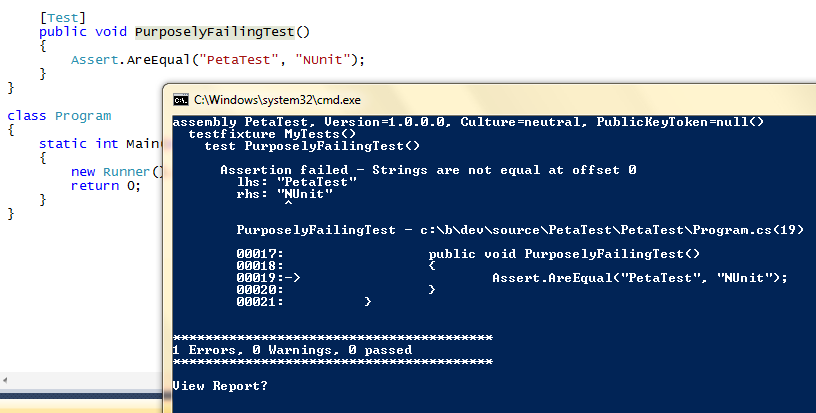 [Test]
public void PurposelyFailingTest()
{
Assert.AreEqual("PetaTest", "NUnit");
}
}
class Program
{
static int Main(
{
new Runner()
return 0;
}
}
C:\Windows\system32\cmd.exe
assembly PetaTest, Version=1.0.0.0, Culture=neutral, PublicKeyToken=null()
testfixture MyTests()
test PurposelyFailingTest()
Assertion failed - Strings are not equal at offset 0
lhs: "PetaTest"
rhs: "NUnit"
^
PurposelyFailingTest - c:\b\dev\source\PetaTest\PetaTest\Program.cs(19)
00017: public void PurposelyFailingTest()
00018: {
00019:-> Assert.AreEqual("PetaTest", "NUnit");
00020: }
00021: }
****************************************
1 Errors, 0 Warnings, 0 passed
****************************************
View Report?